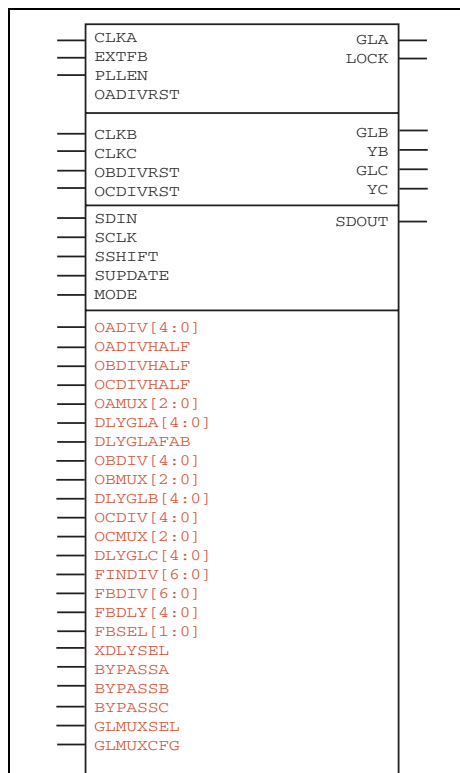 CLKA GLA
EXTFB LOCK
PLLEN
OADIVRST
CLKB GLB
CLKC YB
OBDIVRST GLC
OCDIVRST YC
SDIN SDOUT
SCLK
SSHIFT
SUPDATE
MODE
OADIV[4:0]
OADIVHALF
OBDIVHALF
OCDIVHALF
OAMUX[2:0]
DLYGLA[4:0]
DLYGLAFAB
OBDIV[4:0]
OBMUX[2:0]
DLYGLB[4:0]
OCDIV[4:0]
OCMUX[2:0]
DLYGLC[4:0]
FINDIV[6:0]
FBDIV[6:0]
FBDLY[4:0]
FBSEL[1:0]
XDLYSEL
BYPASSA
BYPASSB
BYPASSC
GLMUXSEL
GLMUXCFG